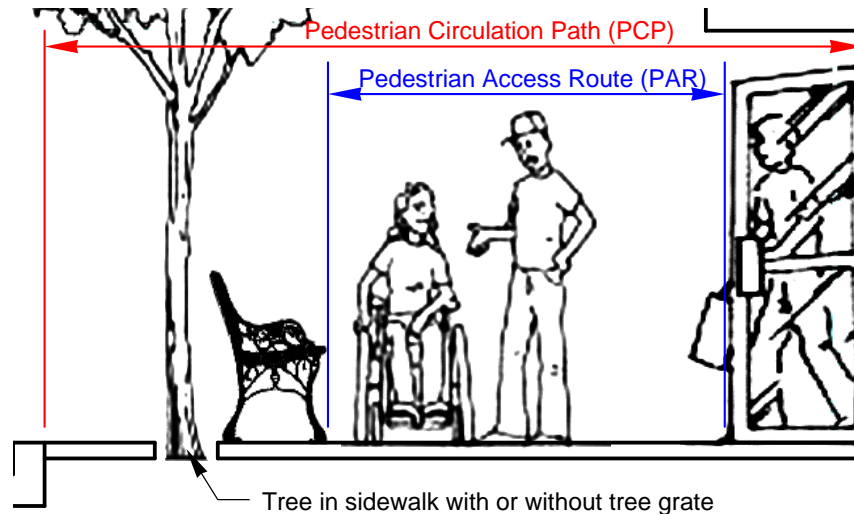 Pedestrian Circulation Path (PCP)
Pedestrian Access Route (PAR)
Tree in sidewalk with or without tree grate